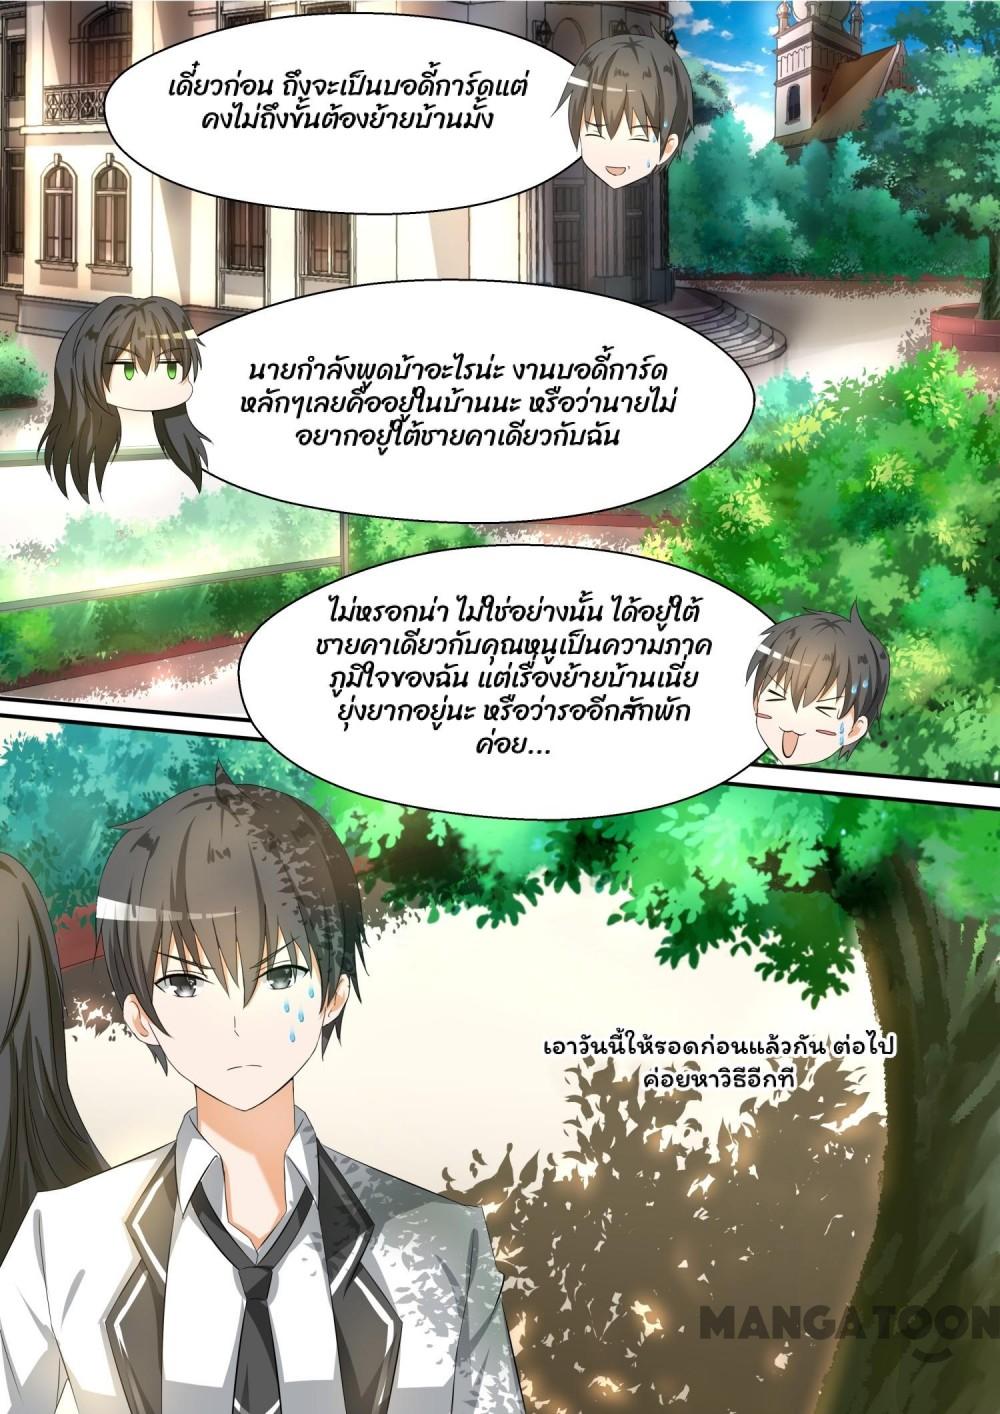 เดี๋ยวก่อน ถึงจะเป็นบอดี้การ์ดแต่
คงไม่ถึงขั้นต้องย้ายบ้านมั้ง
นายกำลังพูดบ้าอะไรน่ะ งานบอดี้การ์ด
หลักๆเลยคืออยู่ในบ้านนะ หรือว่านายไม่
อยากอยู่ใต้ชายคาเดียวกับฉัน
ไม่หรอกน่า ไม่ใช่อย่างนั้น ได้อยู่ใต้
ชายคาเดียวกับคุณหนูเป็นความภาค
ภูมิใจของฉัน แต่เรื่องย้ายบ้านเนี่ย
ยุ่งยากอยู่นะ หรือว่ารออีกสักพัก
ค่อย...
เอาวันนี้ให้รอดก่อนแล้วกัน ต่อไป
ค่อยหาวิธีอีกที
MANGATOON